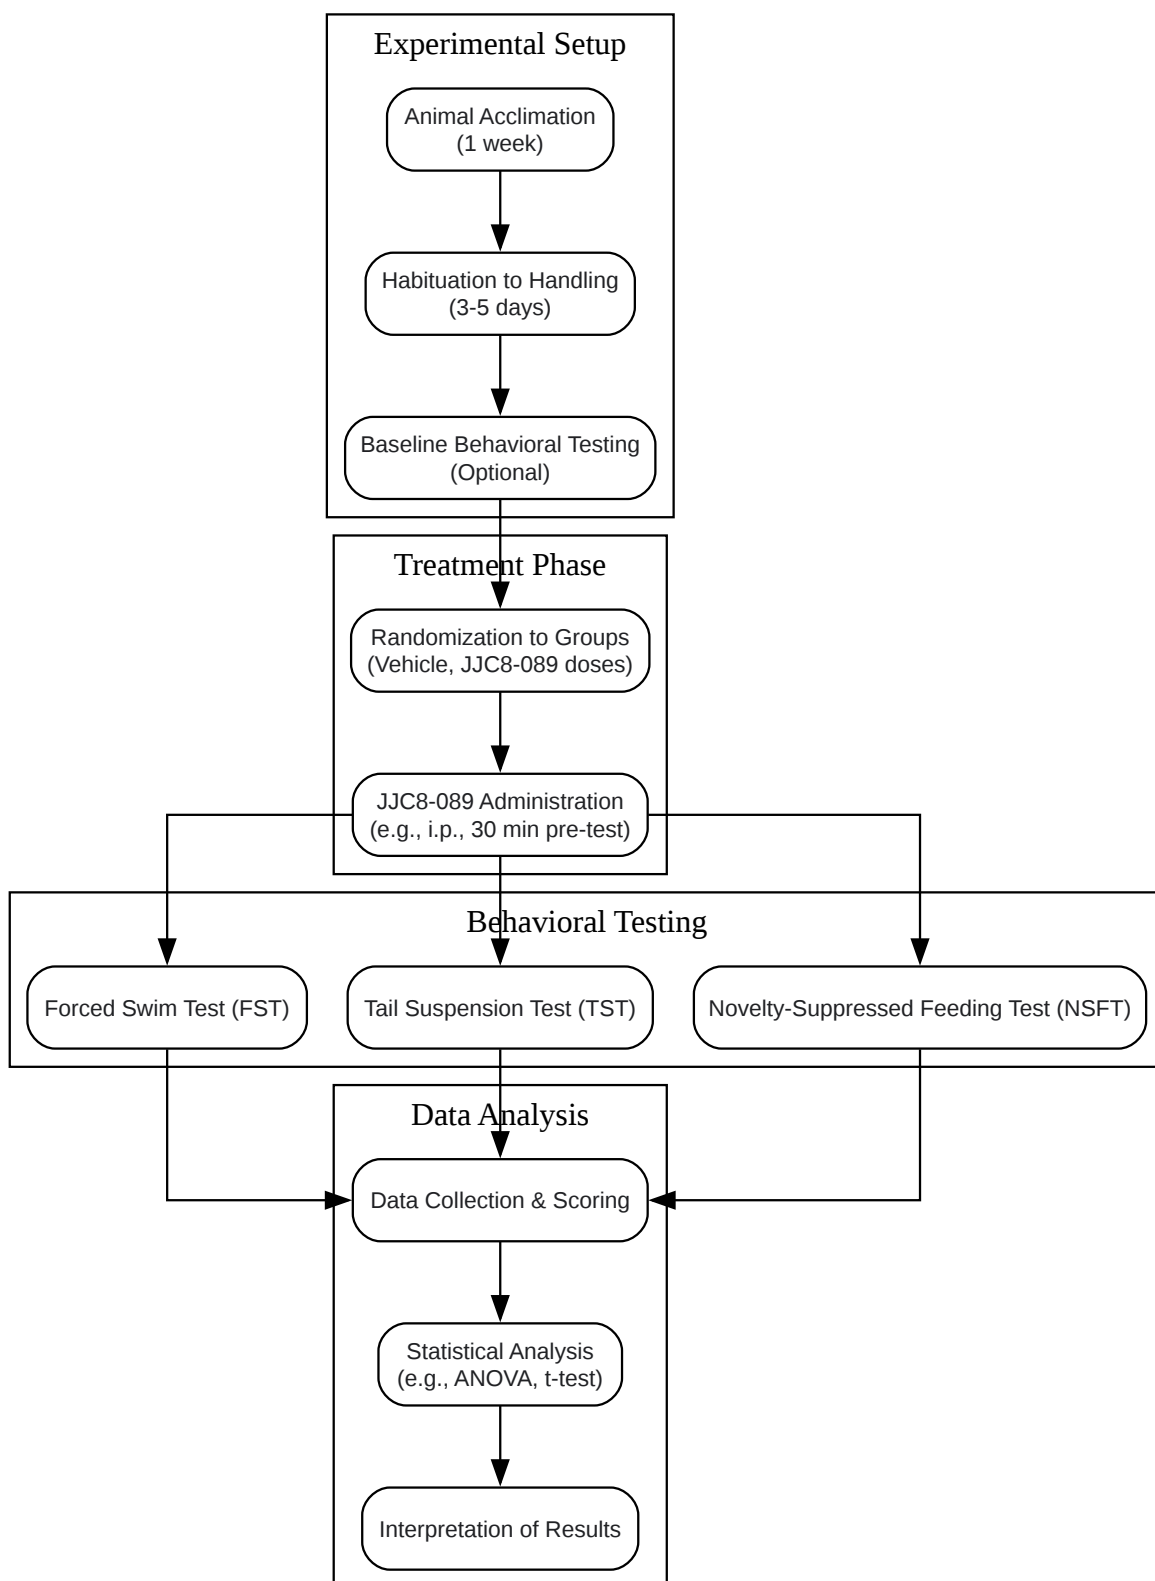 Experimental Setup
Animal Acclimation
(1 week)
Habituation to Handling
(3-5 days)
Baseline Behavioral Testing
(Optional)
Treatment Phase
Randomization to Groups
(Vehicle, JJC8-089 doses)
JJC8-089 Administration
(e.g., i.p., 30 min pre-test)
Behavioral Testing
Forced Swim Test (FST)
Tail Suspension Test (TST)
Novelty-Suppressed Feeding Test (NSFT)
Data Analysis
Data Collection & Scoring
Statistical Analysis
(e.g., ANOVA, t-test)
Interpretation of Results